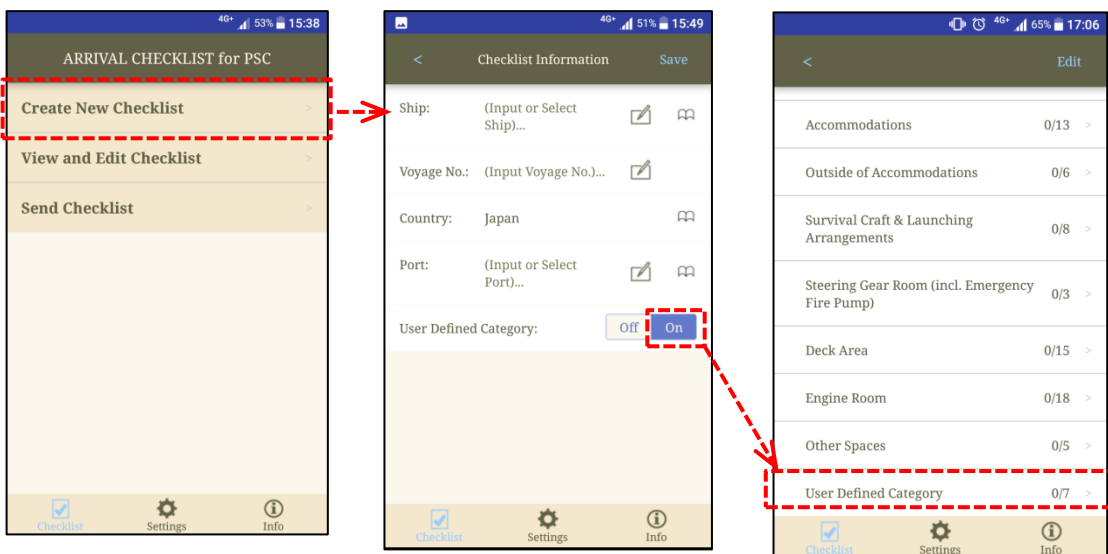 4G+ 53% 15:38
ARRIVAL CHECKLIST for PSC
Create New Checklist >
View and Edit Checklist >
Send Checklist >
Checklist Settings Info
4G+ 51% 15:49
< Checklist Information Save
Ship: (Input or Select
Ship)...
Voyage No.: (Input Voyage No.)...
Country: Japan
Port: (Input or Select
Port)...
User Defined Category: Off On
Checklist Settings Info
4G+ 65% 17:06
< Edit
Accommodations 0/13 >
Outside of Accommodations 0/6 >
Survival Craft & Launching
Arrangements 0/8 >
Steering Gear Room (incl. Emergency
Fire Pump) 0/3 >
Deck Area 0/15 >
Engine Room 0/18 >
Other Spaces 0/5 >
User Defined Category 0/7 >
Checklist Settings Info